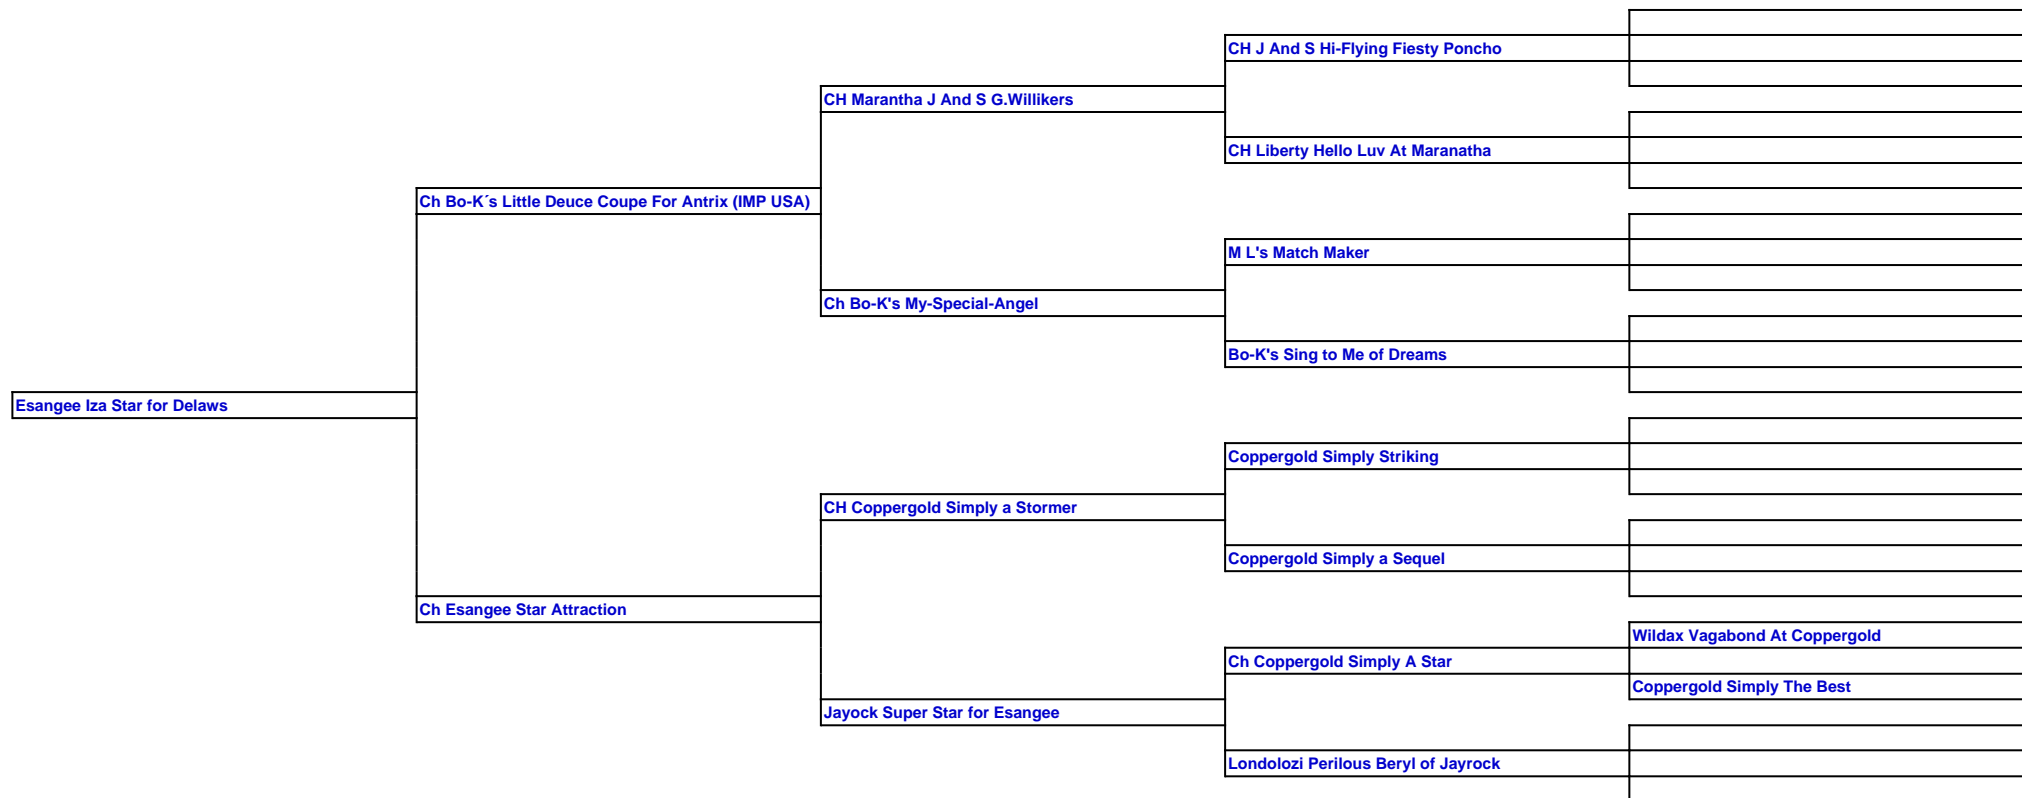 CH J And S Hi-Flying Fiesty Poncho
CH Marantha J And S G.Willikers
CH Liberty Hello Luv At Maranatha
Ch Bo-K´s Little Deuce Coupe For Antrix (IMP USA)
M L's Match Maker
Ch Bo-K's My-Special-Angel
Bo-K's Sing to Me of Dreams
Esangee Iza Star for Delaws
Coppergold Simply Striking
CH Coppergold Simply a Stormer
Coppergold Simply a Sequel
Ch Esangee Star Attraction
Wildax Vagabond At Coppergold
Ch Coppergold Simply A Star
Coppergold Simply The Best
Jayock Super Star for Esangee
Londolozi Perilous Beryl of Jayrock